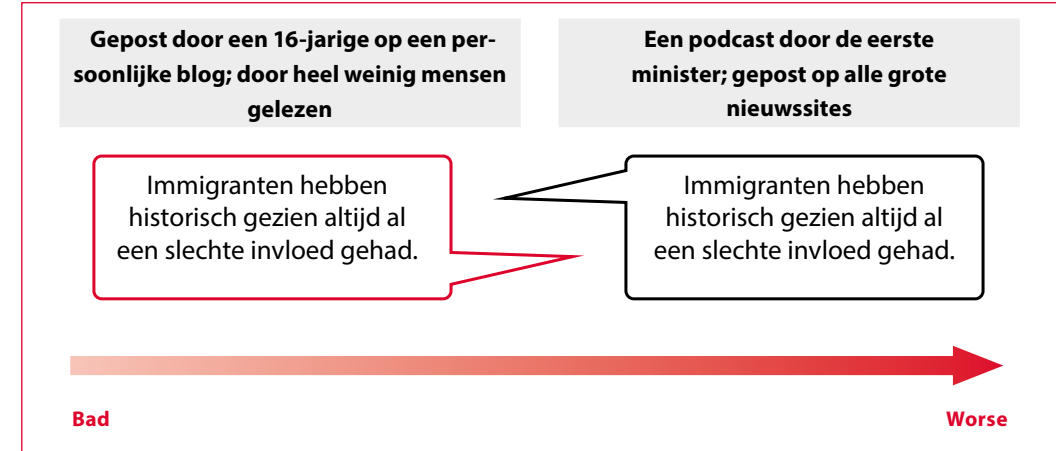 Gepost door een 16-jarige op een per-
soonlijke blog; door heel weinig mensen
gelezen
Een podcast door de eerste
minister; gepost op alle grote
nieuwssites
Immigranten hebben
historisch gezien altijd al
een slechte invloed gehad.
Immigranten hebben
historisch gezien altijd al
een slechte invloed gehad.
Bad
Worse